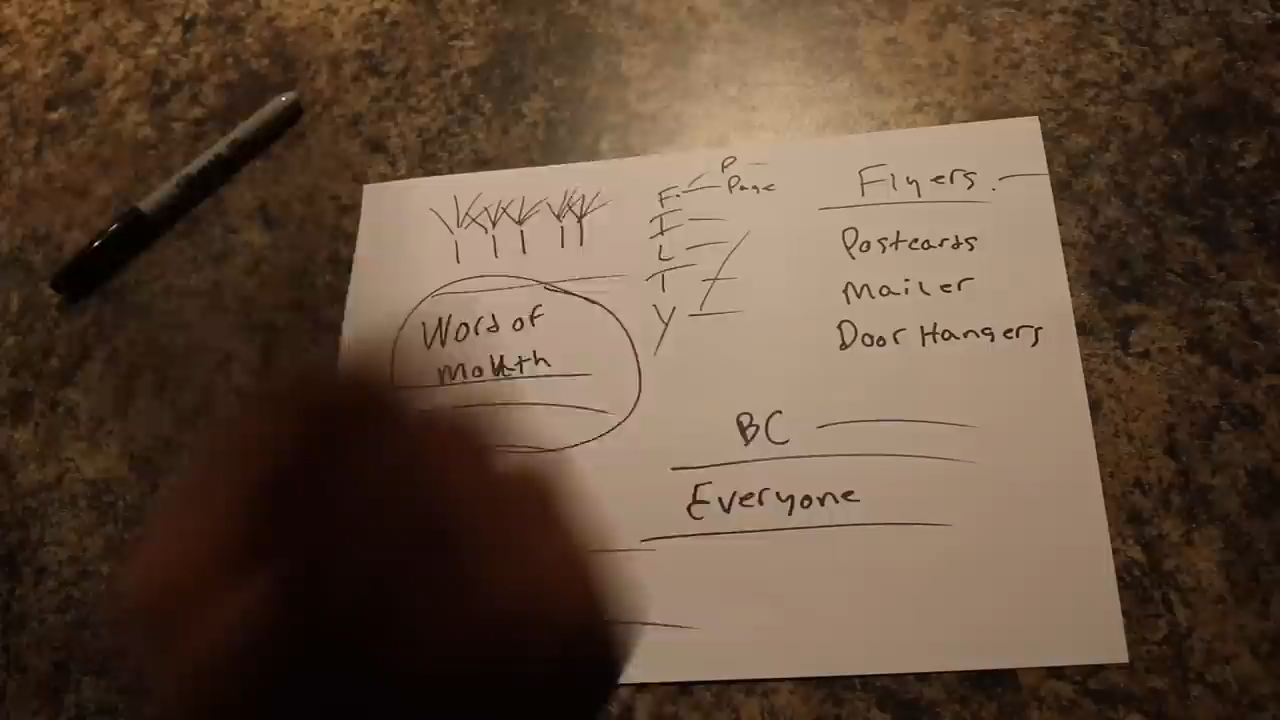 P
F. Page
I
L
T
Y
Word of
Mouth
Flyers.
Postcards
Mailer
Door Hangers
BC
Everyone